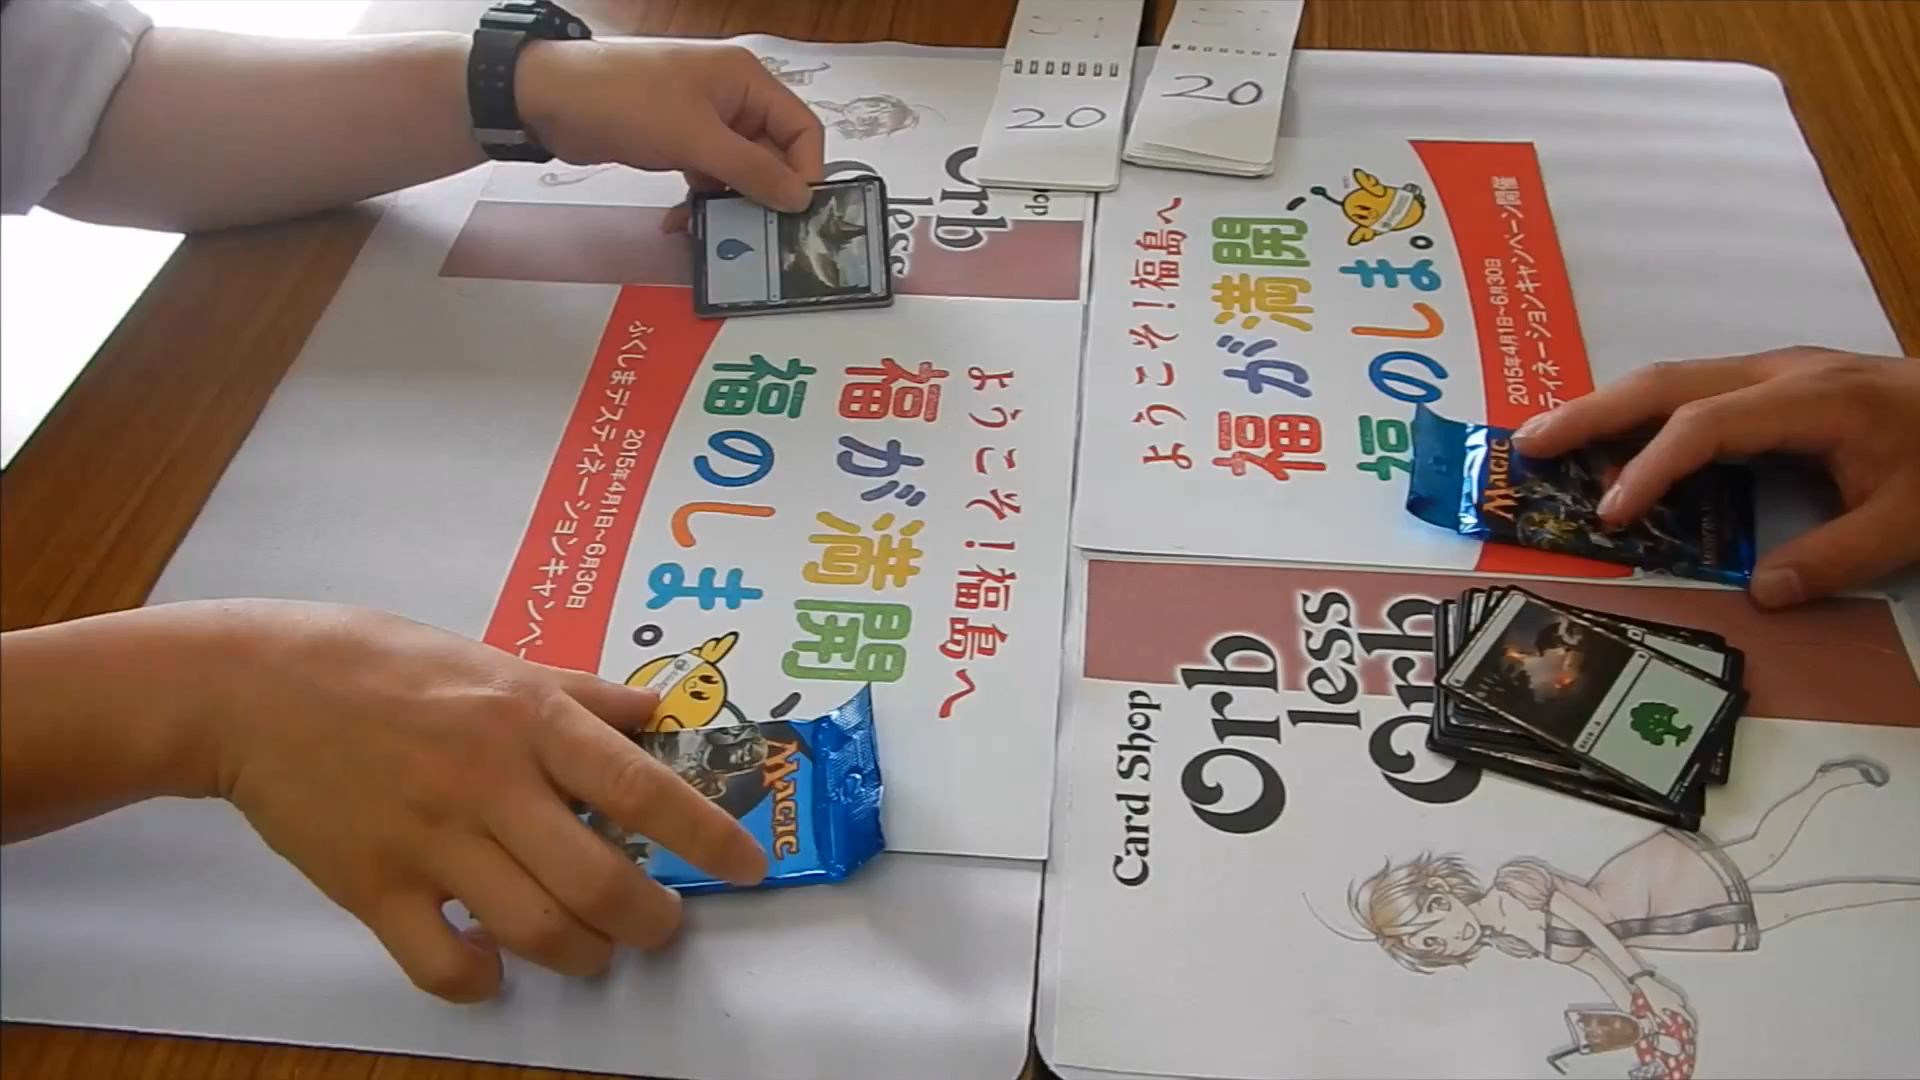 20
20
ようこそ!福島へ
福が満開、
福のしま。
2015年4月1日~6月30日
ティネーションキャンペーン開催
MAGIC
Card Shop
Orb
less
Orb
ようこそ!福島へ
福が満開、
福のしま。
2015年4月1日~6月30日
ふくしまデスティネーションキャンペー
MAGIC
Orb
less